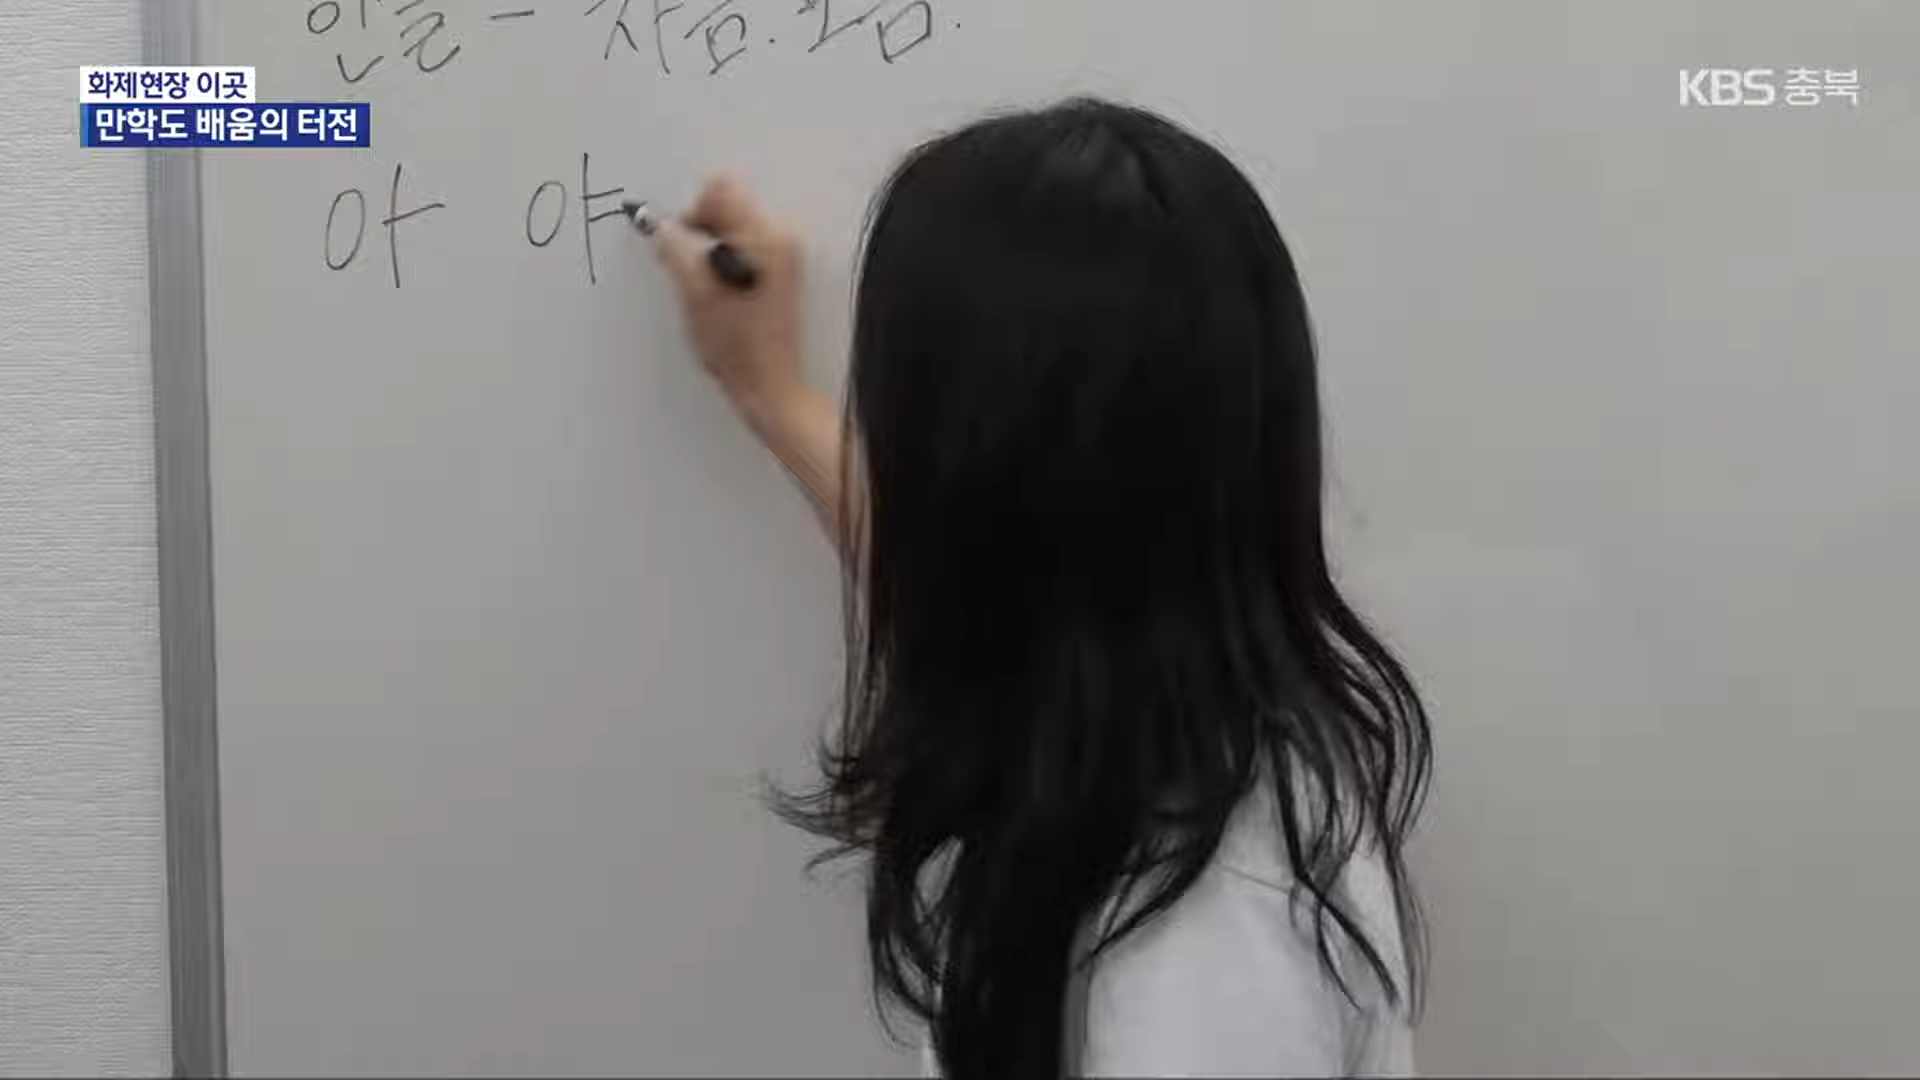 한글 - 자음. 모음.
화제현장 이곳
만학도 배움의 터전
KBS 충북
아 야